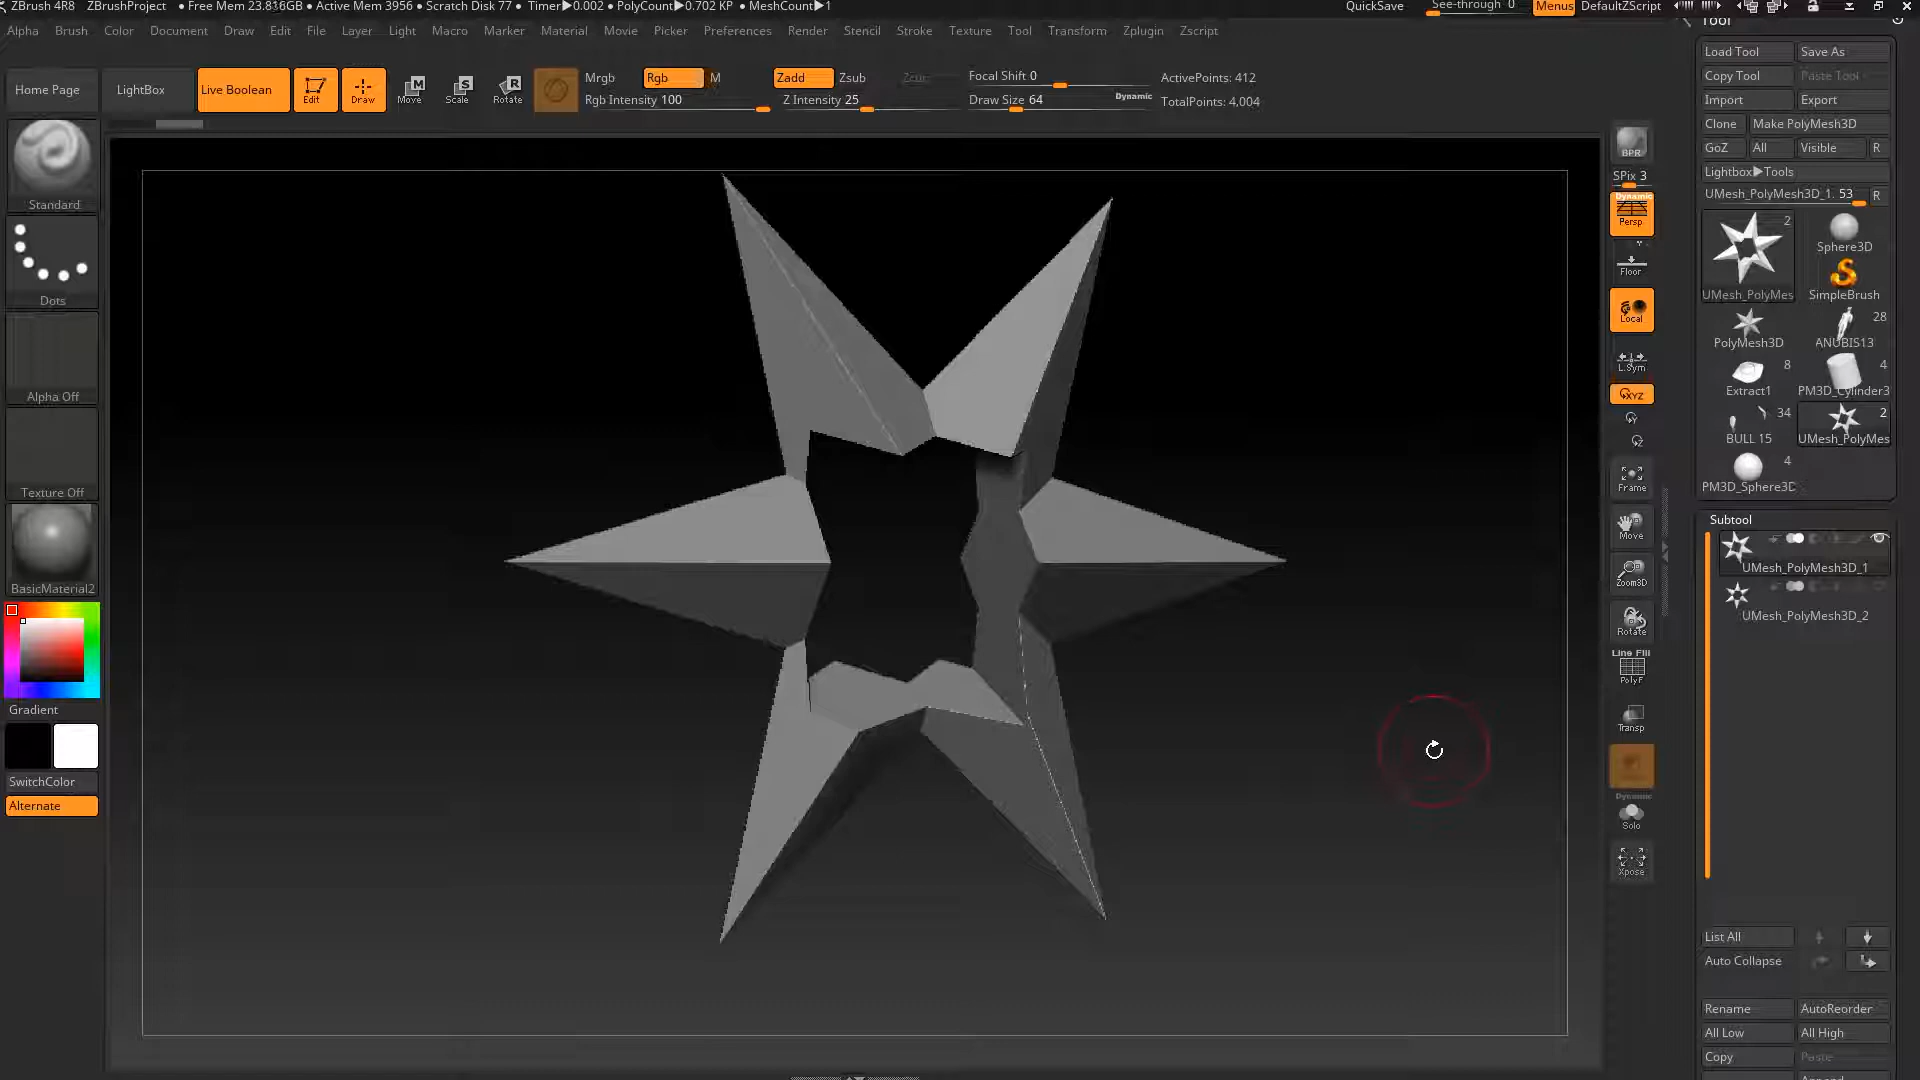 ZBrush 4R8 ZBrushProject • Free Mem 23.816GB • Active Mem 3956 • Scratch Disk 77 • Timer▶0.002 • PolyCount▶0.702 KP • MeshCount▶1 QuickSave See-through 0 Menus DefaultZScript
Alpha Brush Color Document Draw Edit File Layer Light Macro Marker Material Movie Picker Preferences Render Stencil Stroke Texture Tool Transform Zplugin Zscript
Tool
Load Tool Save As
Copy Tool Paste Tool
Import Export
Clone Make PolyMesh3D
GoZ All Visible R
Lightbox▶Tools
UMesh_PolyMesh3D_1. 53 R
Home Page LightBox Live Boolean Edit Draw Move Scale Rotate
Mrgb Rgb M Zadd Zsub Zcut Focal Shift 0 ActivePoints: 412
Rgb Intensity 100 Z Intensity 25 Draw Size 64 Dynamic TotalPoints: 4,004
Standard
Dots
Alpha Off
Texture Off
BasicMaterial2
Gradient
SwitchColor
Alternate
BPR
SPix 3
Dynamic
Persp
Floor
Local
L.Sym
XYZ
Y
Z
Frame
Move
Zoom3D
Rotate
Line Fill
PolyF
Transp
Dynamic
Solo
Xpose
2
Sphere3D
UMesh_PolyMes SimpleBrush
28
PolyMesh3D ANUBIS13
8 4
Extract1 PM3D_Cylinder3
34 2
BULL 15 UMesh_PolyMes
4
PM3D_Sphere3D
Subtool
UMesh_PolyMesh3D_1
UMesh_PolyMesh3D_2
List All
Auto Collapse
Rename AutoReorder
All Low All High
Copy Paste
Append